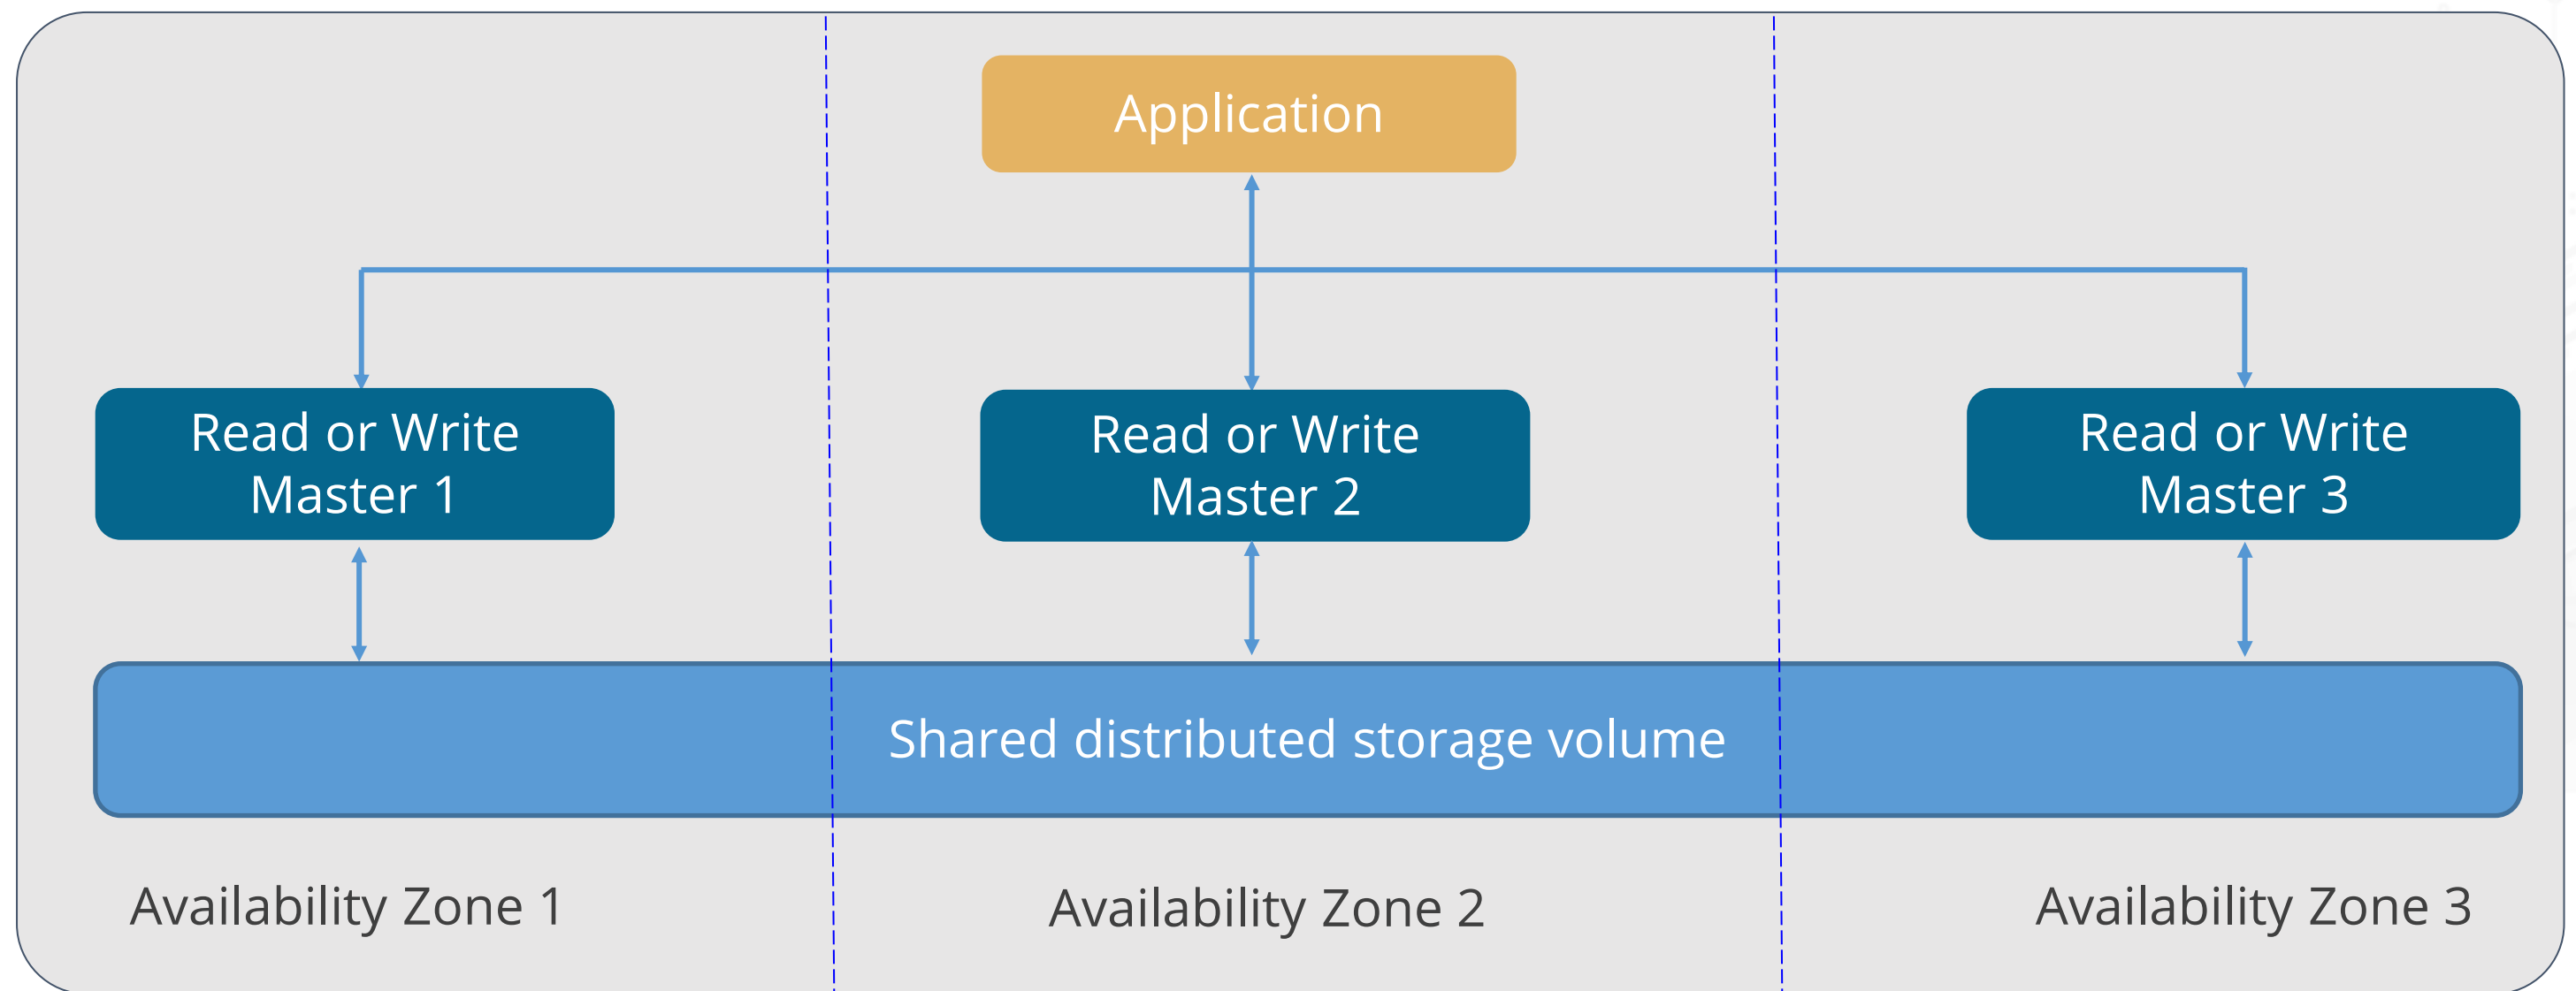 Application
Read or Write
Master 1
Read or Write
Master 2
Read or Write
Master 3
Shared distributed storage volume
Availability Zone 1
Availability Zone 2
Availability Zone 3